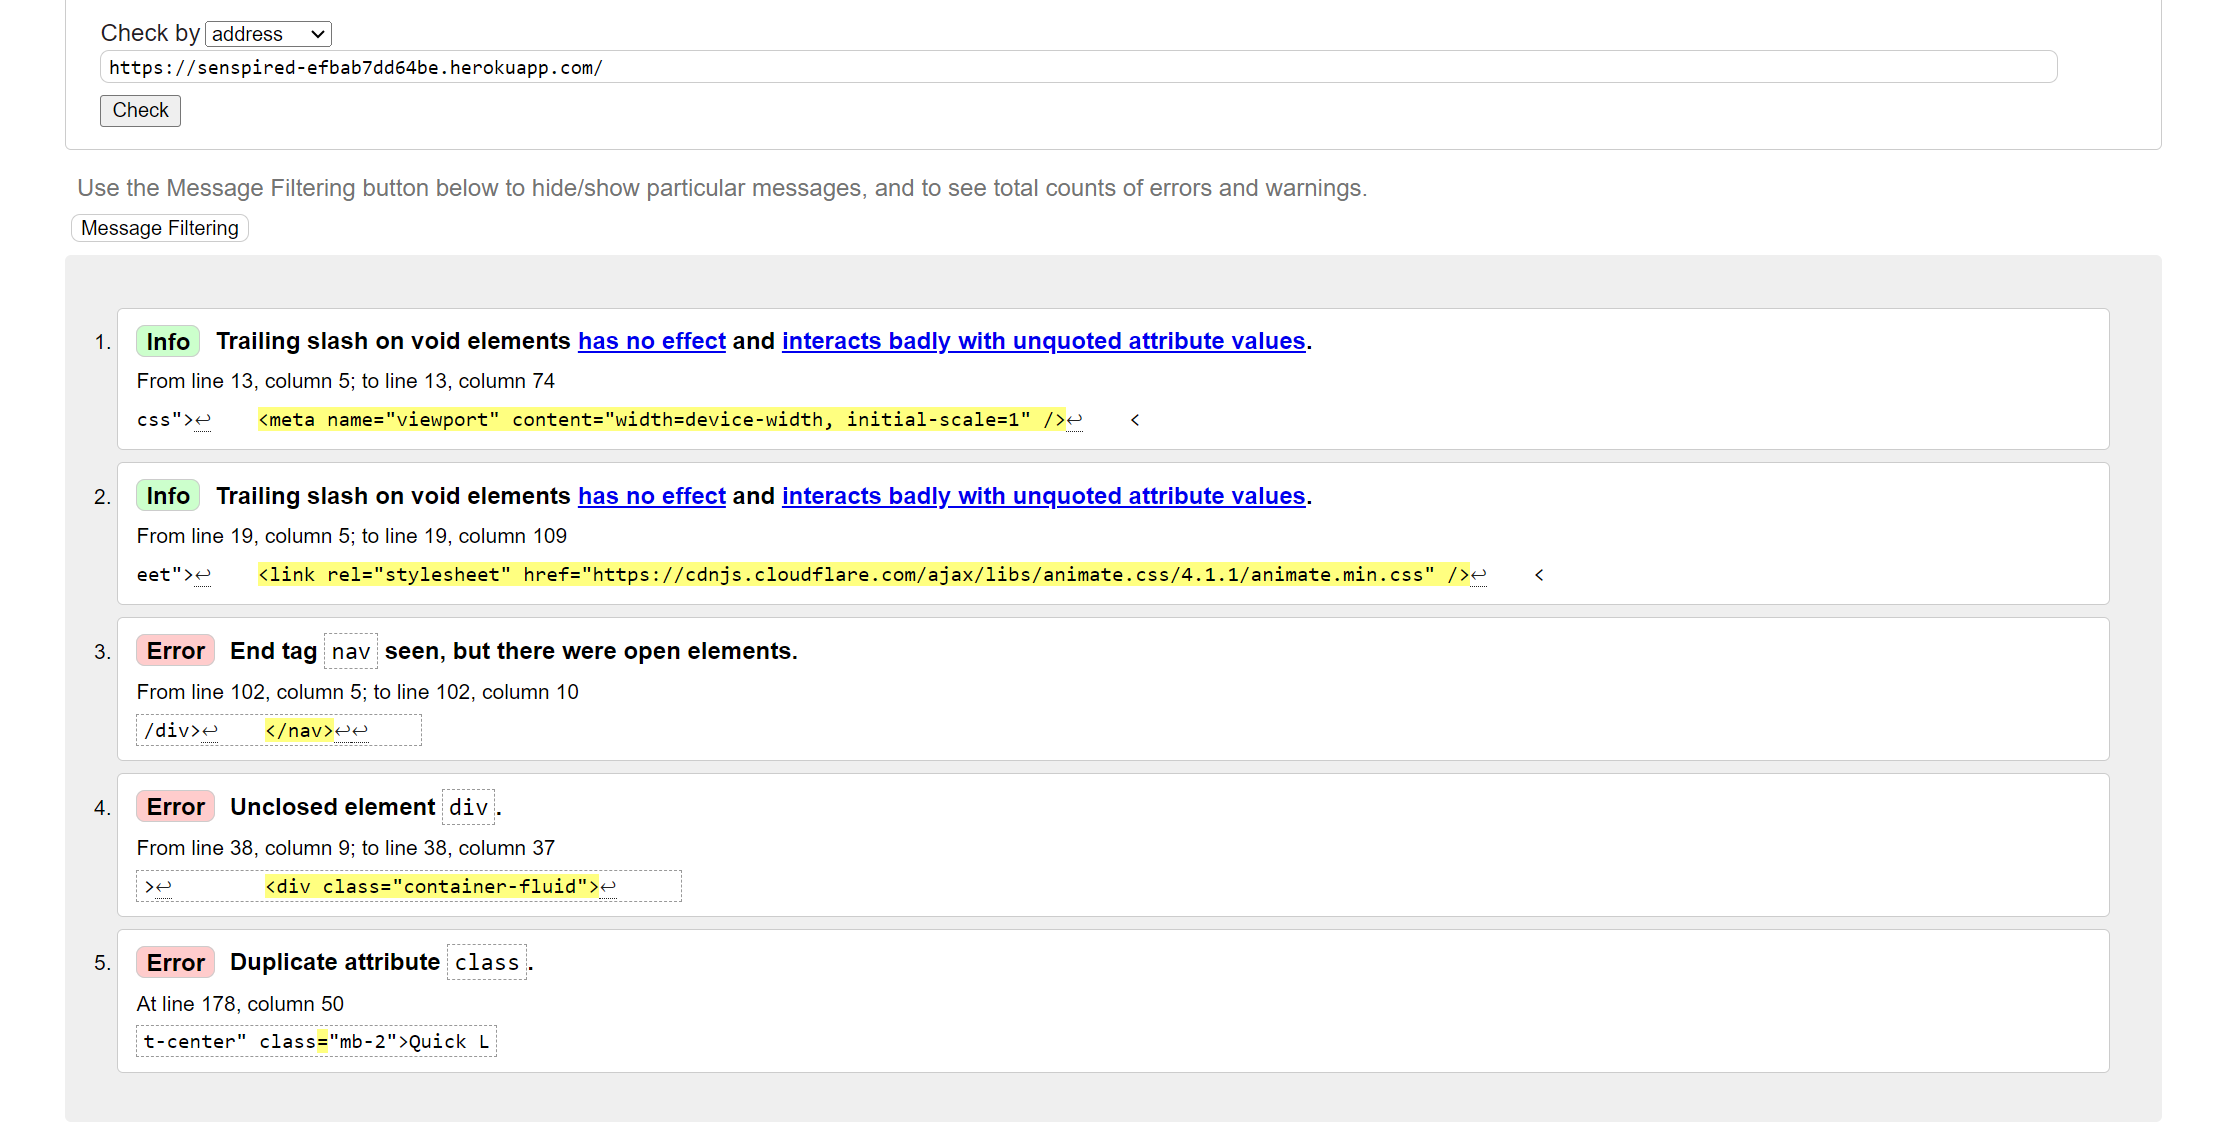 Check by address
https://senspired-efbab7dd64be.herokuapp.com/
Check
Use the Message Filtering button below to hide/show particular messages, and to see total counts of errors and warnings.
Message Filtering
1. Info Trailing slash on void elements has no effect and interacts badly with unquoted attribute values.
From line 13, column 5; to line 13, column 74
css">↩ <meta name="viewport" content="width=device-width, initial-scale=1" />↩ <
2. Info Trailing slash on void elements has no effect and interacts badly with unquoted attribute values.
From line 19, column 5; to line 19, column 109
eet">↩ <link rel="stylesheet" href="https://cdnjs.cloudflare.com/ajax/libs/animate.css/4.1.1/animate.min.css" />↩ <
3. Error End tag nav seen, but there were open elements.
From line 102, column 5; to line 102, column 10
/div>↩ </nav>↩↩
4. Error Unclosed element div.
From line 38, column 9; to line 38, column 37
>↩ <div class="container-fluid">↩
5. Error Duplicate attribute class.
At line 178, column 50
t-center" class="mb-2">Quick L